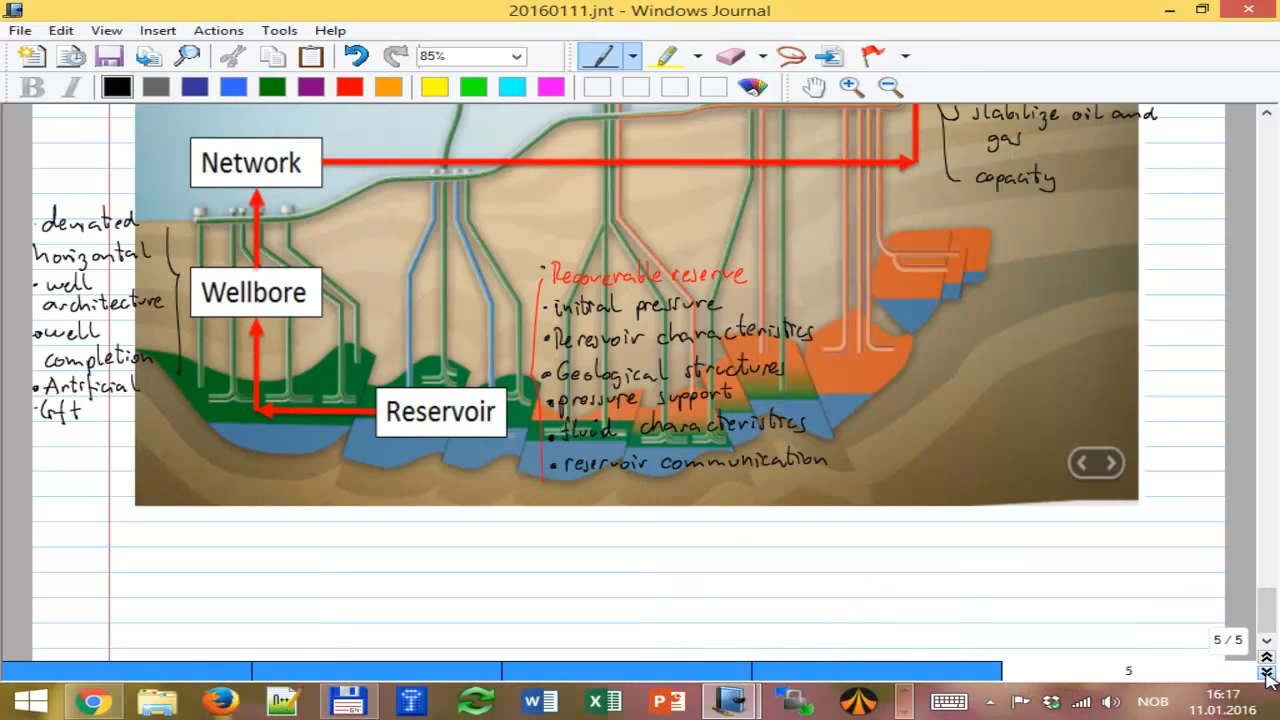 20160111.jnt - Windows Journal
File Edit View Insert Actions Tools Help
85%
B I
stabilize oil and
gas
capacity
Network
deviated
horizontal
• well
architecture
• well
completion
• Artificial
• Lift
Wellbore
Reservoir
• Recoverable reserve
• initial pressure
• Reservoir characteristics
• Geological structures
• pressure support
• fluid characteristics
• reservoir communication
5 / 5
5
NOB
16:17
11.01.2016